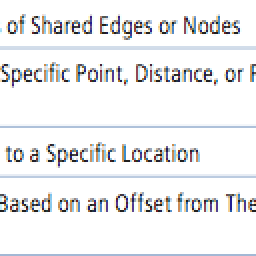 of Shared Edges or Nodes
Specific Point, Distance, or
to a Specific Location
Based on an Offset from The